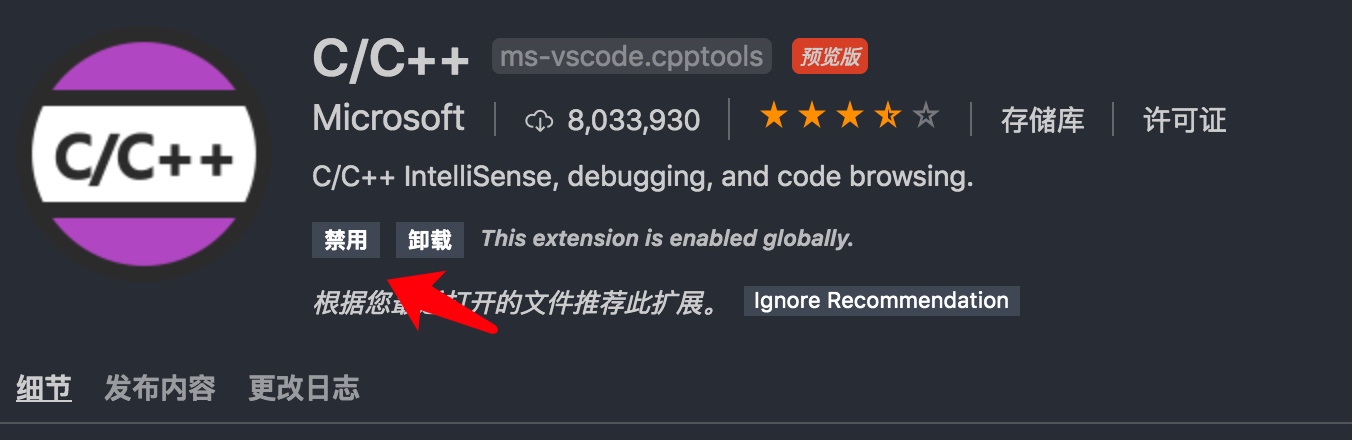 C/C++ ms-vscode.cpptools 预览版
Microsoft 8,033,930 存储库 许可证
C/C++
C/C++ IntelliSense, debugging, and code browsing.
禁用 卸载 This extension is enabled globally.
根据您 打开的文件推荐此扩展。 Ignore Recommendation
细节 发布内容 更改日志